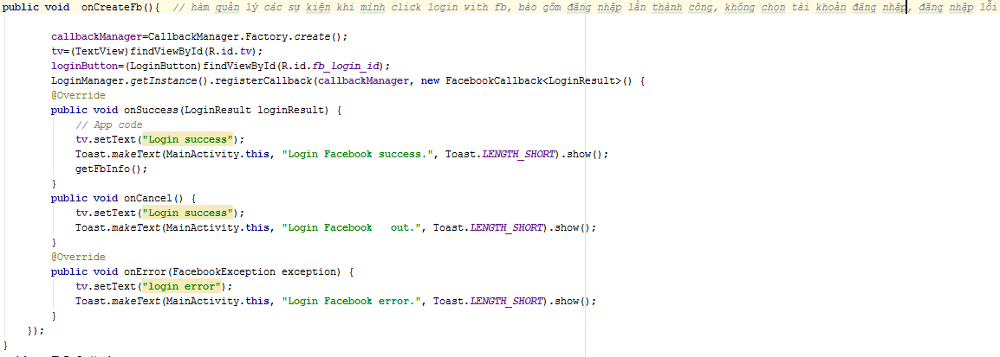 public void  onCreateFb(){  // hàm quản lý các sự kiện khi mình click login with fb, bào gồm đăng nhập lần thành công, không chọn tài khoản đăng nhập, đăng nhập lỗi
callbackManager=CallbackManager.Factory.create();
tv=(TextView)findViewById(R.id.tv);
loginButton=(LoginButton)findViewById(R.id.fb_login_id);
LoginManager.getInstance().registerCallback(callbackManager, new FacebookCallback<LoginResult>() {
@Override
public void onSuccess(LoginResult loginResult) {
// App code
tv.setText("Login success");
Toast.makeText(MainActivity.this, "Login Facebook success.", Toast.LENGTH_SHORT).show();
getFbInfo();
}
public void onCancel() {
tv.setText("Login success");
Toast.makeText(MainActivity.this, "Login Facebook   out.", Toast.LENGTH_SHORT).show();
}
@Override
public void onError(FacebookException exception) {
tv.setText("login error");
Toast.makeText(MainActivity.this, "Login Facebook error.", Toast.LENGTH_SHORT).show();
}
});
}